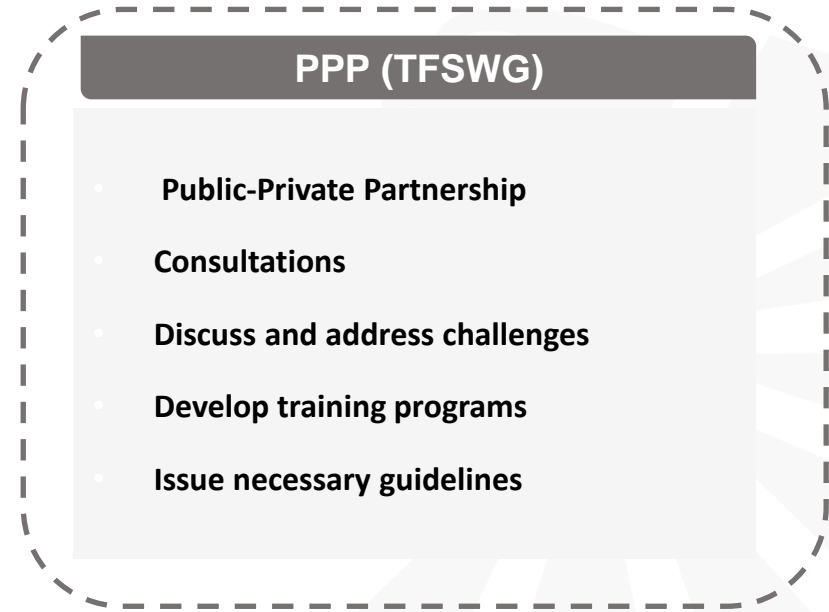 PPP (TFSWG)
• Public-Private Partnership
• Consultations
• Discuss and address challenges
• Develop training programs
• Issue necessary guidelines